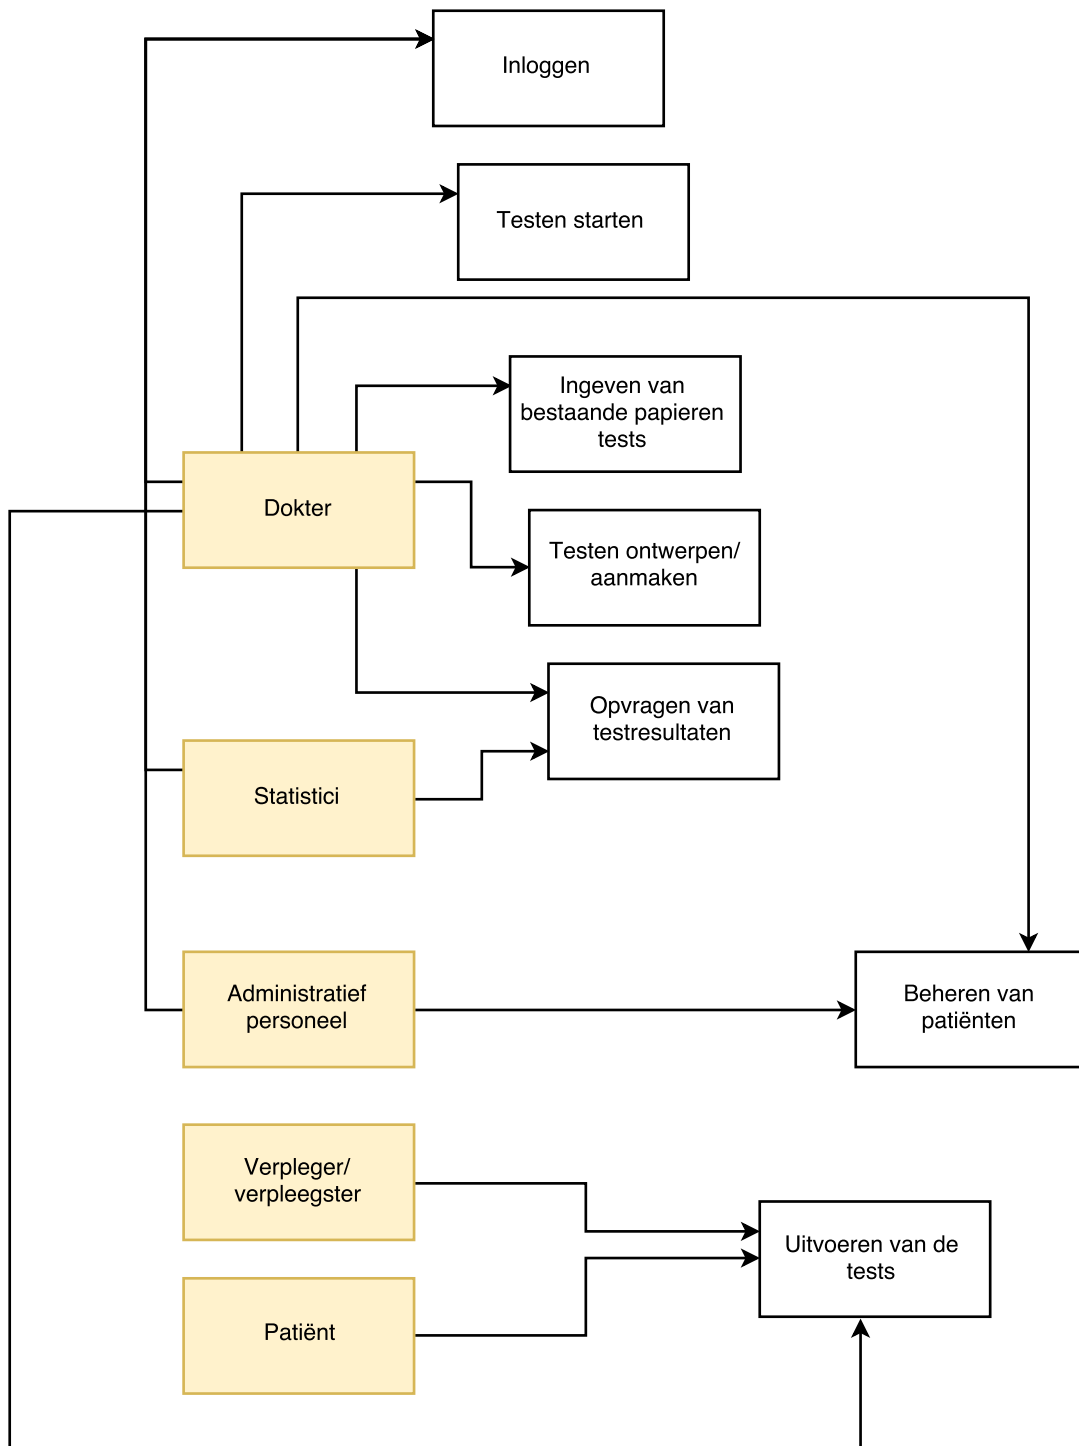 Inloggen
Testen starten
Ingeven van
bestaande papieren
tests
Dokter
Testen ontwerpen/
aanmaken
Opvragen van
testresultaten
Statistici
Administratief
personeel
Beheren van
patiënten
Verpleger/
verpleegster
Uitvoeren van de
tests
Patiënt